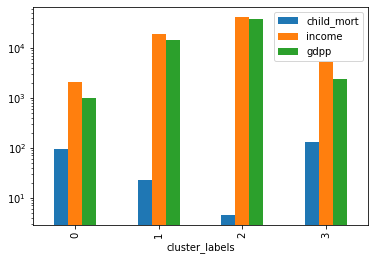 child_mort
income
gdpp
10⁴
10³
10²
10¹
0
1
2
3
cluster_labels